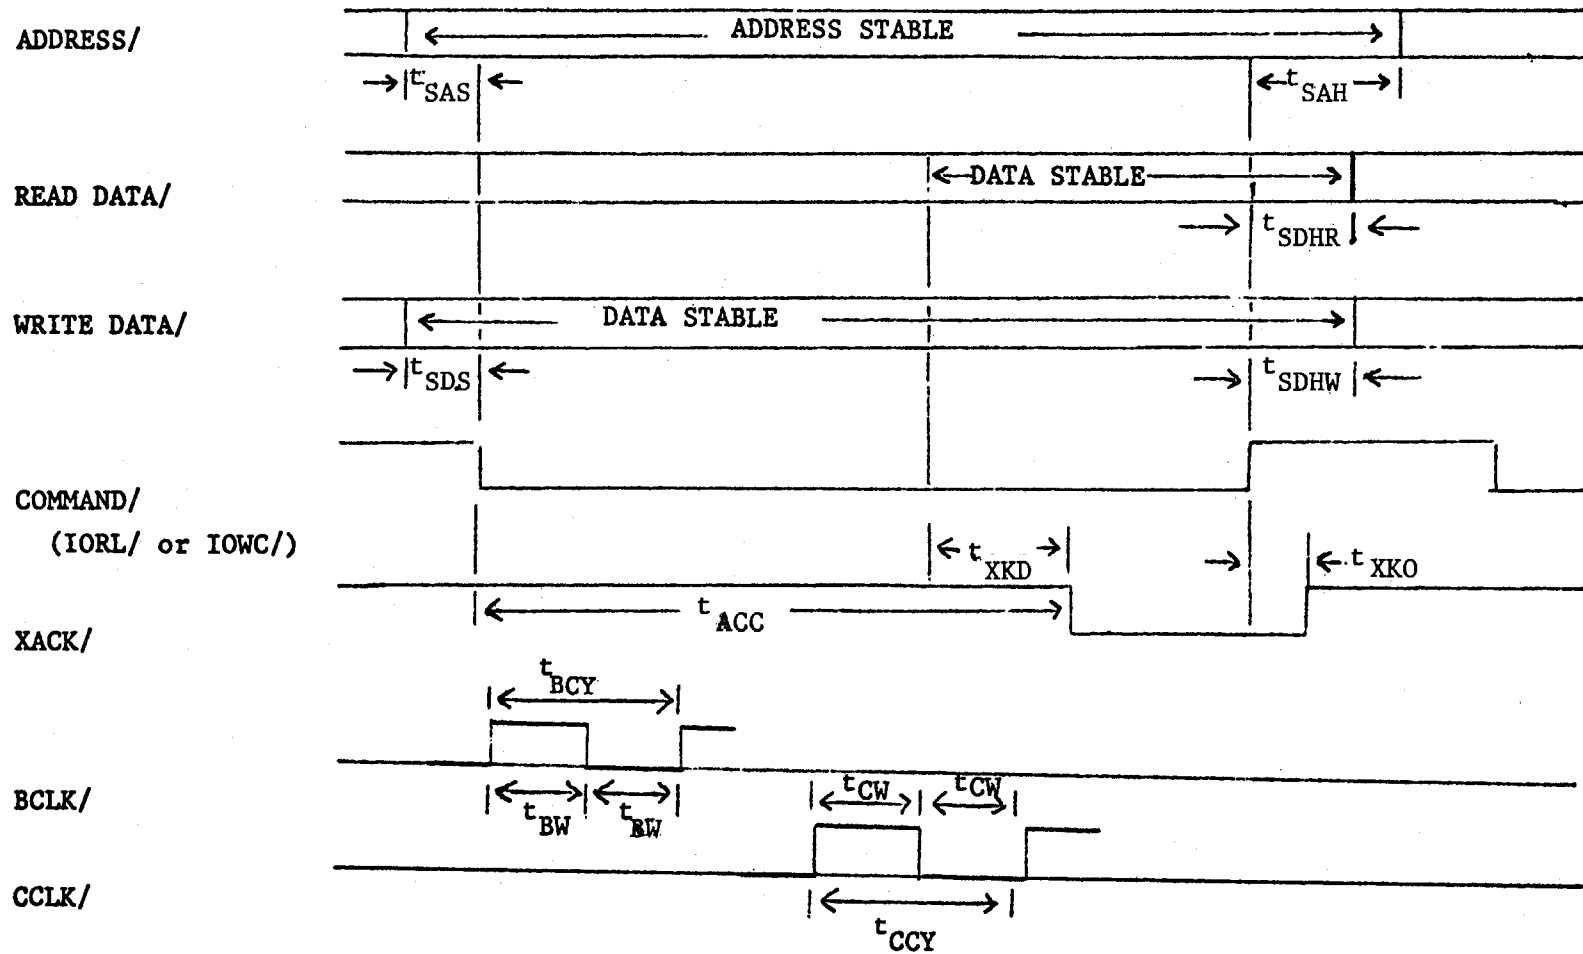 ADDRESS/
ADDRESS STABLE
tSAS
tSAH
READ DATA/
DATA STABLE
tSDHR
WRITE DATA/
DATA STABLE
tSDS
tSDHW
COMMAND/
(IORL/ or IOWC/)
tXKD
tXKO
tACC
XACK/
tBCY
BCLK/
tBW
tBW
tCW
tCW
CCLK/
tCCY